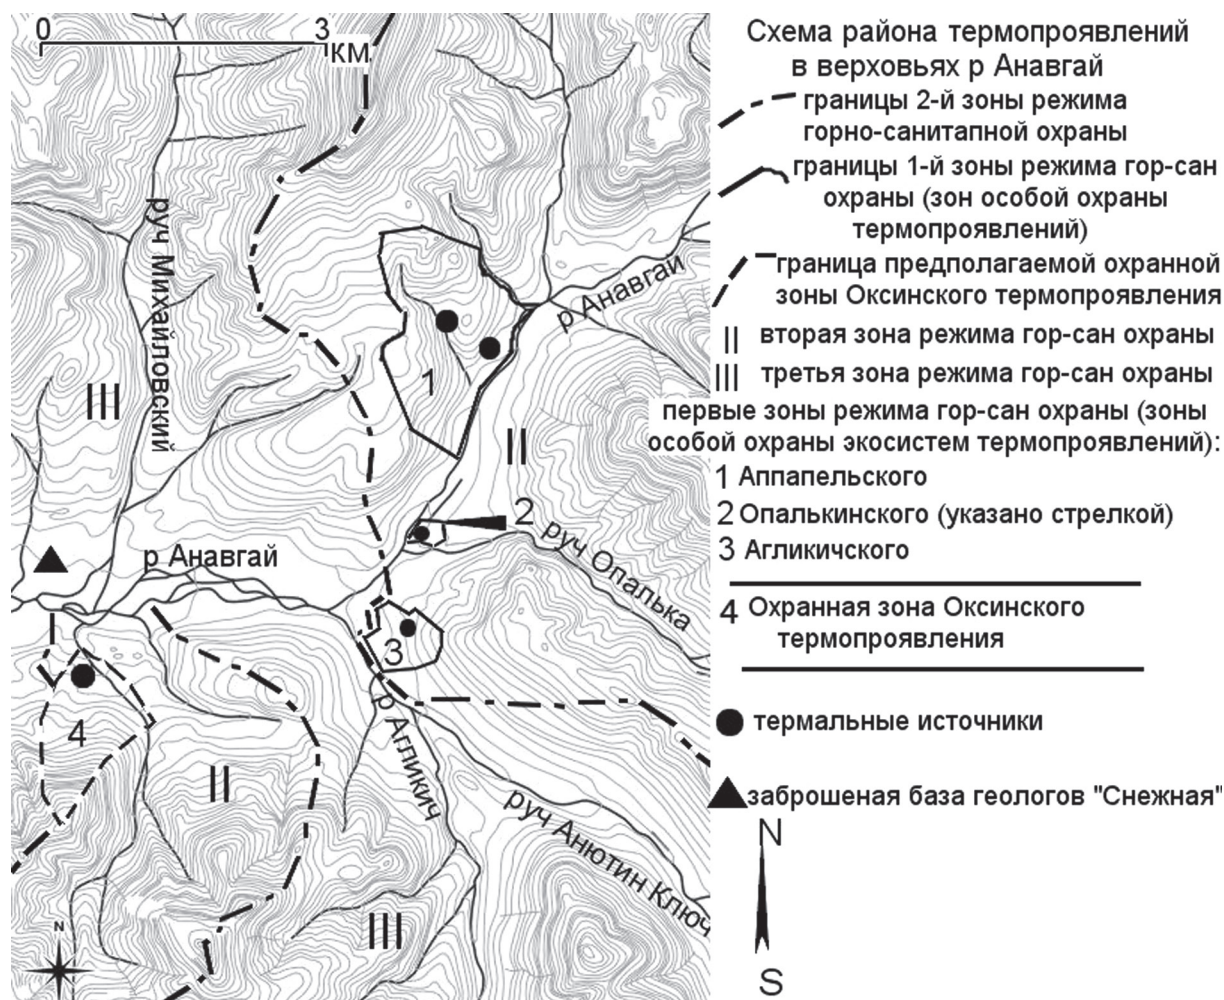 0 3
КМ
руч Михайловский
р Анавгай
III
1
II
2
руч Опалька
р Анавгай
3
4
р Агликич
II
руч Анютин Ключ
III
N
Схема района термопроявлений
в верховьях р Анавгай
границы 2-й зоны режима
горно-санитапной охраны
границы 1-й зоны режима гор-сан
охраны (зон особой охраны
термопроявлений)
граница предполагаемой охранной
зоны Оксинского термопроявления
II вторая зона режима гор-сан охраны
III третья зона режима гор-сан охраны
первые зоны режима гор-сан охраны (зоны
особой охраны экосистем термопроявлений):
1 Аппапельского
2 Опалькинского (указано стрелкой)
3 Агликичского
4 Охранная зона Оксинского
термопроявления
термальные источники
заброшеная база геологов "Снежная"
N
S